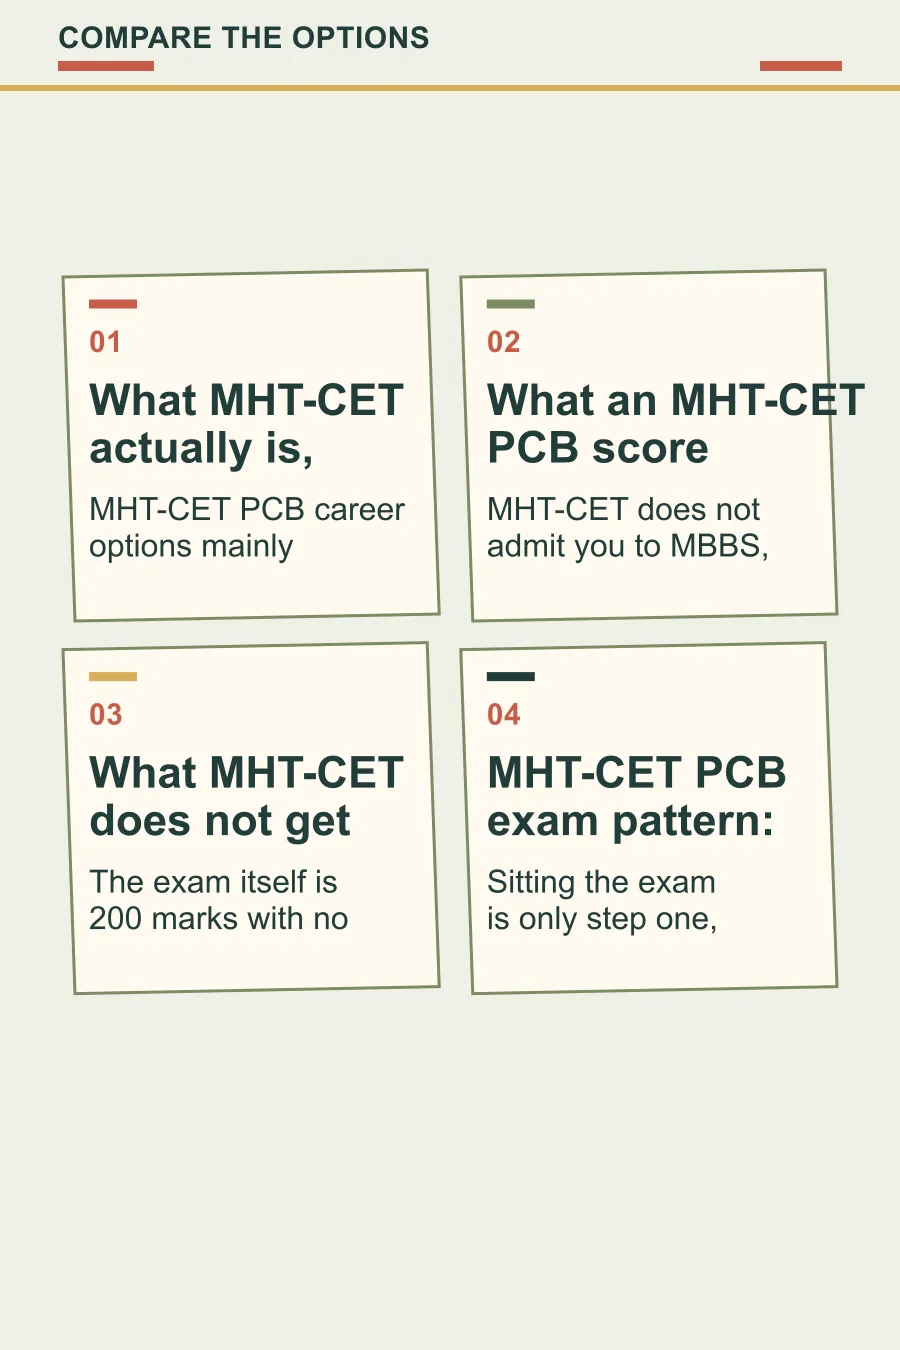 COMPARE THE OPTIONS
01
What MHT-CET
actually is,
MHT-CET PCB career
options mainly
02
What an MHT-CET
PCB score
MHT-CET does not
admit you to MBBS,
03
What MHT-CET
does not get
The exam itself is
200 marks with no
04
MHT-CET PCB
exam pattern:
Sitting the exam
is only step one,